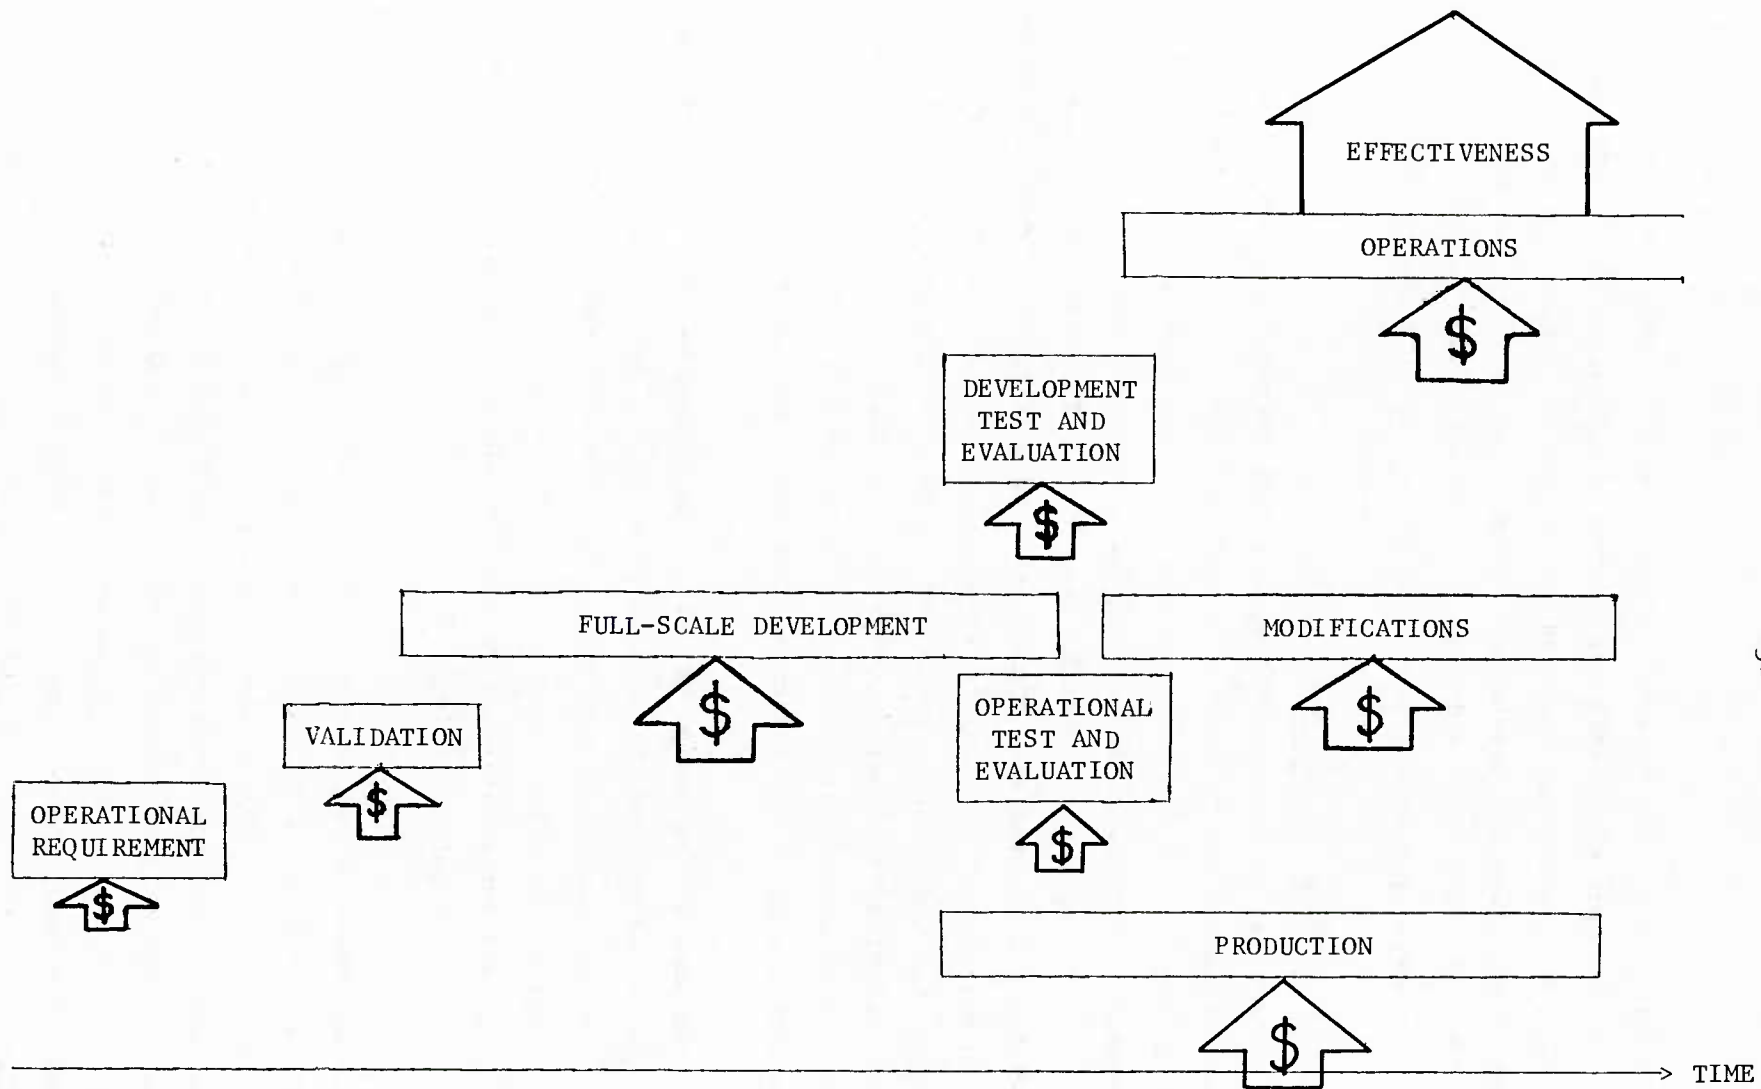 EFFECTIVENESS
OPERATIONS
$
DEVELOPMENT
TEST AND
EVALUATION
$
FULL-SCALE DEVELOPMENT
MODIFICATIONS
$
$
OPERATIONAL
TEST AND
EVALUATION
$
VALIDATION
$
OPERATIONAL
REQUIREMENT
$
PRODUCTION
$
TIME